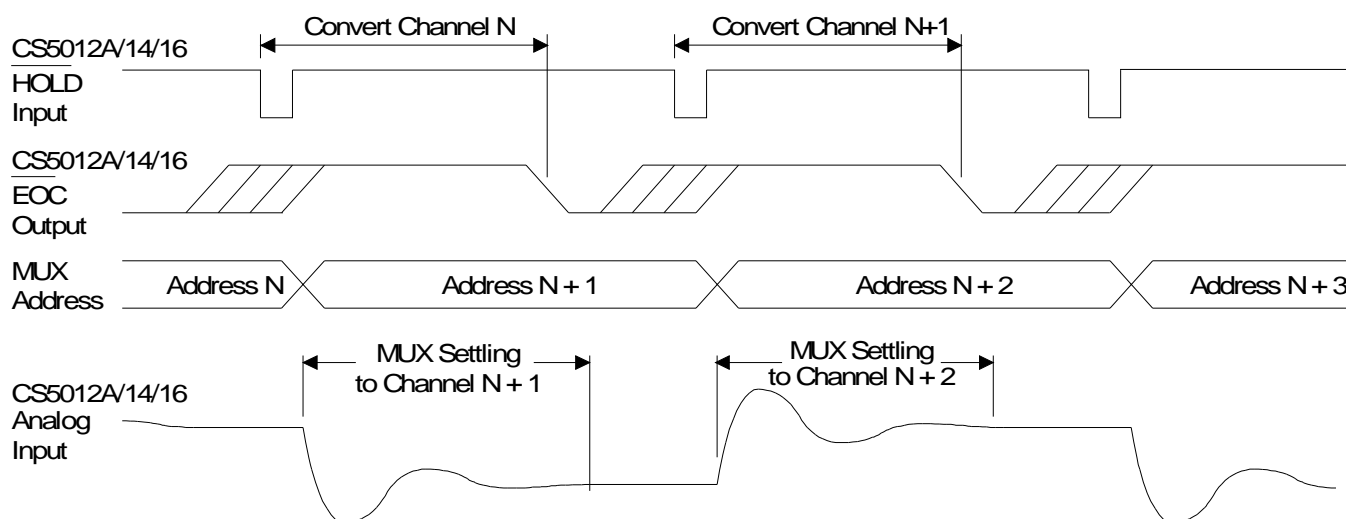 Convert Channel N
Convert Channel N+1
CS5012A/14/16
HOLD
Input
CS5012A/14/16
EOC
Output
MUX
Address
Address N
Address N + 1
Address N + 2
Address N + 3
MUX Settling
to Channel N + 1
MUX Settling
to Channel N + 2
CS5012A/14/16
Analog
Input